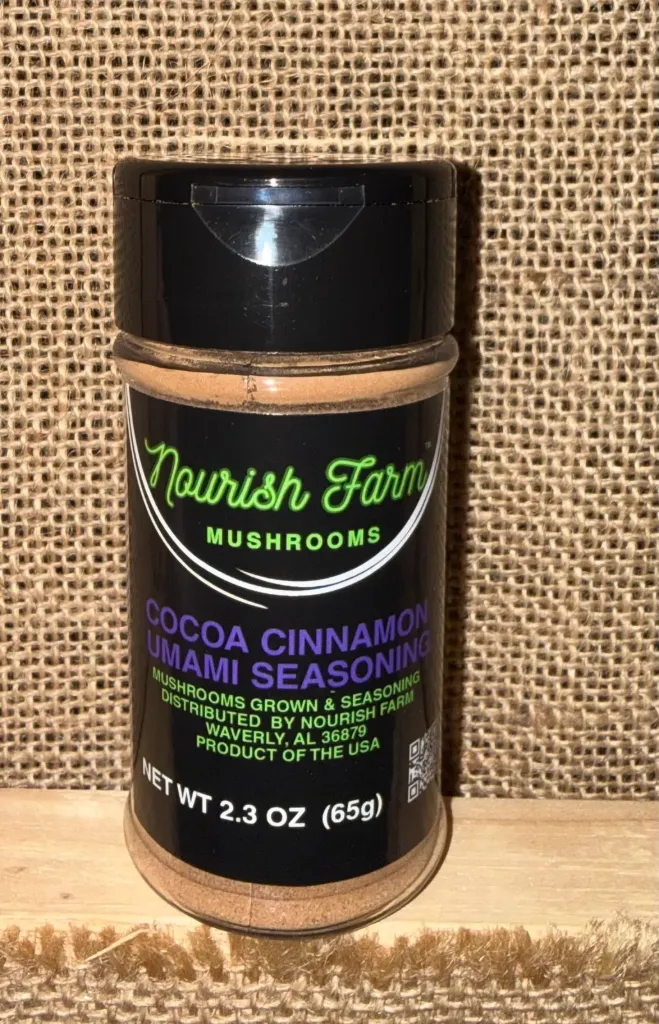 Nourish Farm™
MUSHROOMS
COCOA CINNAMON
UMAMI SEASONING
MUSHROOMS GROWN & SEASONING
DISTRIBUTED BY NOURISH FARM
WAVERLY, AL 36879
PRODUCT OF THE USA
NET WT 2.3 OZ (65g)